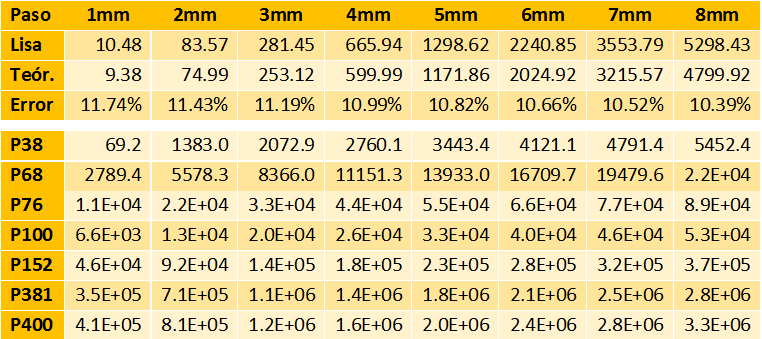 Paso 1mm 2mm 3mm 4mm 5mm 6mm 7mm 8mm
Lisa 10.48 83.57 281.45 665.94 1298.62 2240.85 3553.79 5298.43
Teór. 9.38 74.99 253.12 599.99 1171.86 2024.92 3215.57 4799.92
Error 11.74% 11.43% 11.19% 10.99% 10.82% 10.66% 10.52% 10.39%
P38 69.2 1383.0 2072.9 2760.1 3443.4 4121.1 4791.4 5452.4
P68 2789.4 5578.3 8366.0 11151.3 13933.0 16709.7 19479.6 2.2E+04
P76 1.1E+04 2.2E+04 3.3E+04 4.4E+04 5.5E+04 6.6E+04 7.7E+04 8.9E+04
P100 6.6E+03 1.3E+04 2.0E+04 2.6E+04 3.3E+04 4.0E+04 4.6E+04 5.3E+04
P152 4.6E+04 9.2E+04 1.4E+05 1.8E+05 2.3E+05 2.8E+05 3.2E+05 3.7E+05
P381 3.5E+05 7.1E+05 1.1E+06 1.4E+06 1.8E+06 2.1E+06 2.5E+06 2.8E+06
P400 4.1E+05 8.1E+05 1.2E+06 1.6E+06 2.0E+06 2.4E+06 2.8E+06 3.3E+06